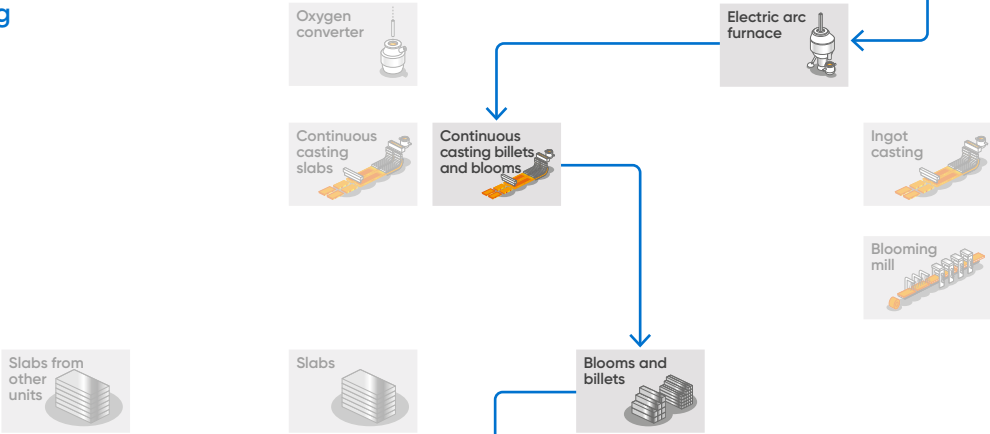 Oxygen
converter
Electric arc
furnace
Continuous
casting
slabs
Continuous
casting billets
and blooms
Ingot
casting
Blooming
mill
Slabs from
other
units
Slabs
Blooms and
billets